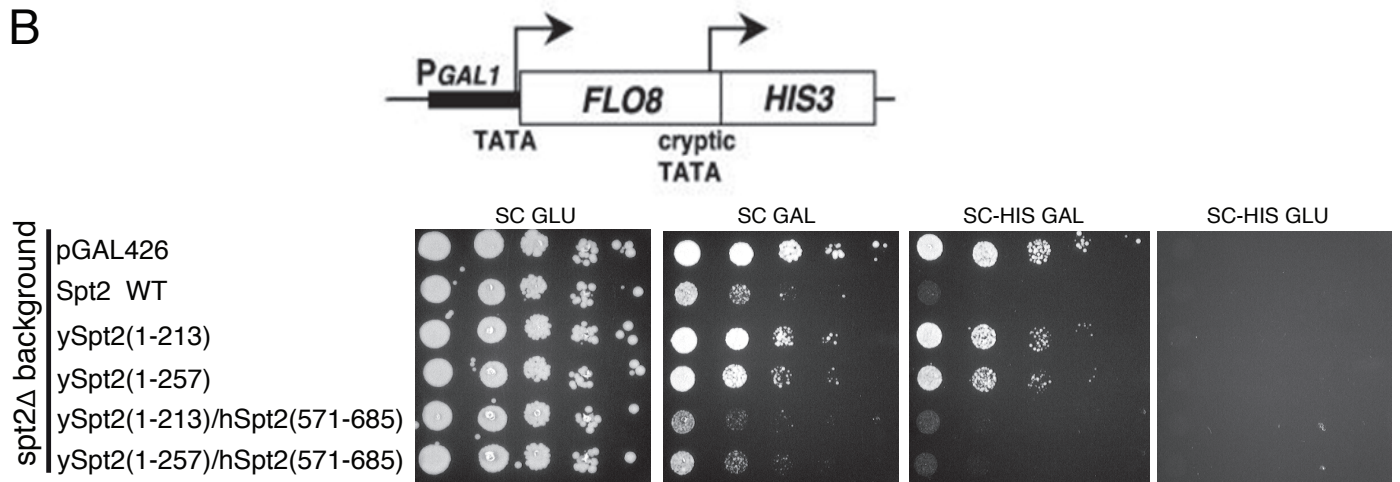 B
PGAL1
FLO8
HIS3
TATA
cryptic
TATA
SC GLU
SC GAL
SC-HIS GAL
SC-HIS GLU
spt2Δ background
pGAL426
Spt2 WT
ySpt2(1-213)
ySpt2(1-257)
ySpt2(1-213)/hSpt2(571-685)
ySpt2(1-257)/hSpt2(571-685)